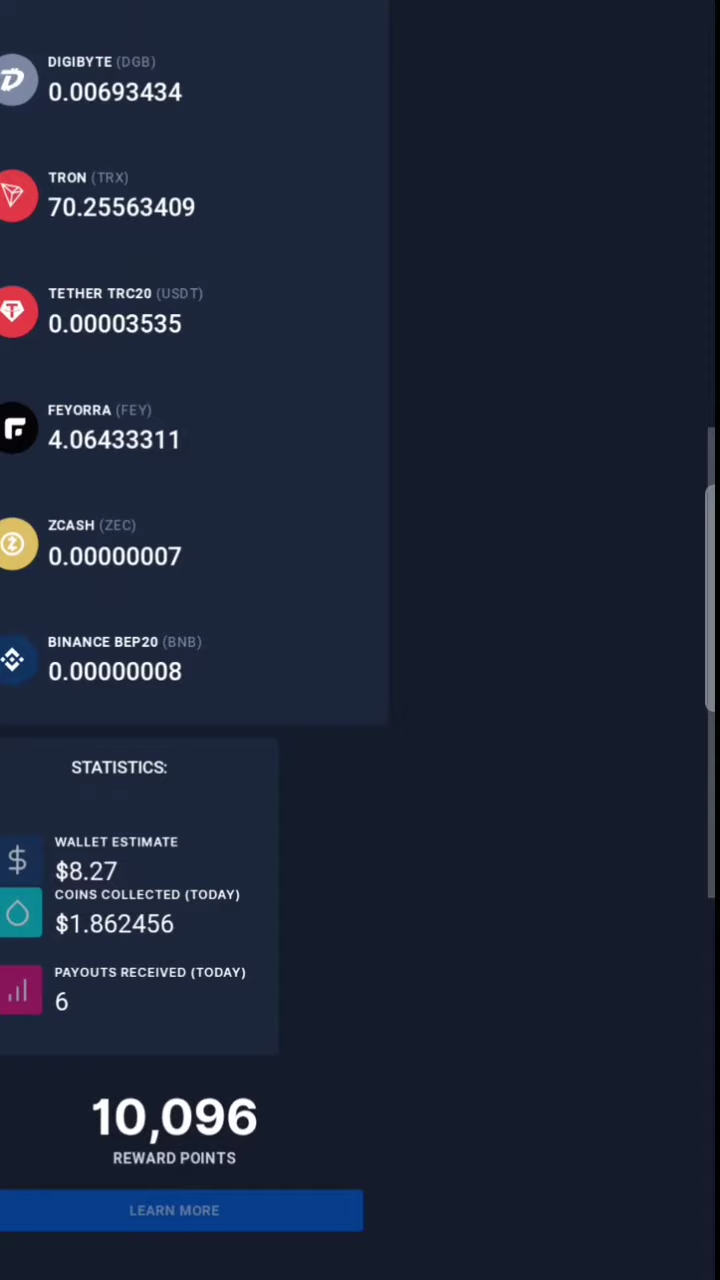 DIGIBYTE (DGB)
0.00693434
TRON (TRX)
70.25563409
TETHER TRC20 (USDT)
0.00003535
FEYORRA (FEY)
4.06433311
ZCASH (ZEC)
0.00000007
BINANCE BEP20 (BNB)
0.00000008
STATISTICS:
WALLET ESTIMATE
$8.27
COINS COLLECTED (TODAY)
$1.862456
PAYOUTS RECEIVED (TODAY)
6
10,096
REWARD POINTS
LEARN MORE